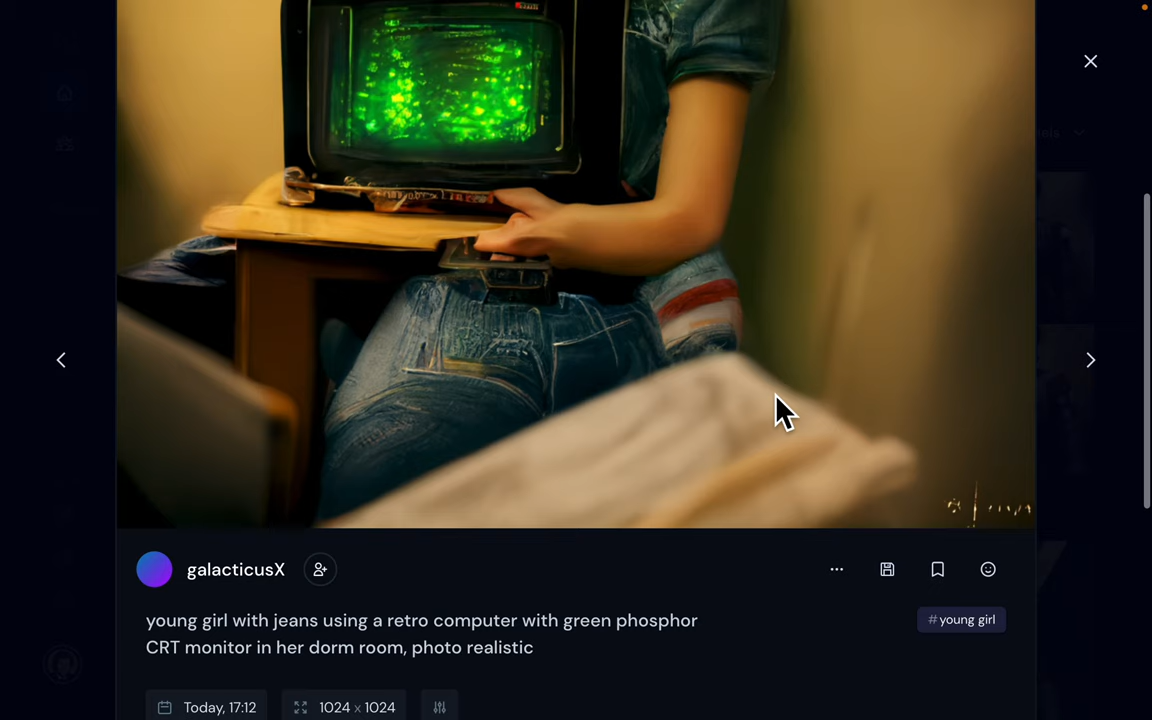 els
galacticusX
young girl with jeans using a retro computer with green phosphor
CRT monitor in her dorm room, photo realistic
#young girl
Today, 17:12
1024 x 1024